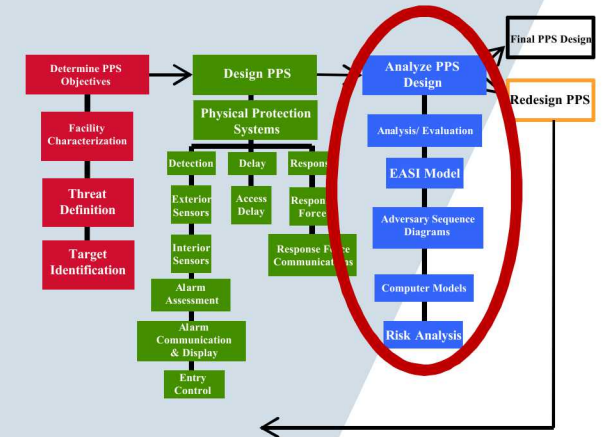 Determine PPS
Objectives
Facility
Characterization
Threat
Definition
Target
Identification
Design PPS
Physical Protection
Systems
Detection
Exterior
Sensors
Interior
Sensors
Alarm
Assessment
Alarm
Communication
& Display
Entry
Control
Delay
Access
Delay
Response
Force
Response Force
Communications
Analyze PPS
Design
Analysis/ Evaluation
EASI Model
Adversary Sequence
Diagrams
Computer Models
Risk Analysis
Final PPS Design
Redesign PPS